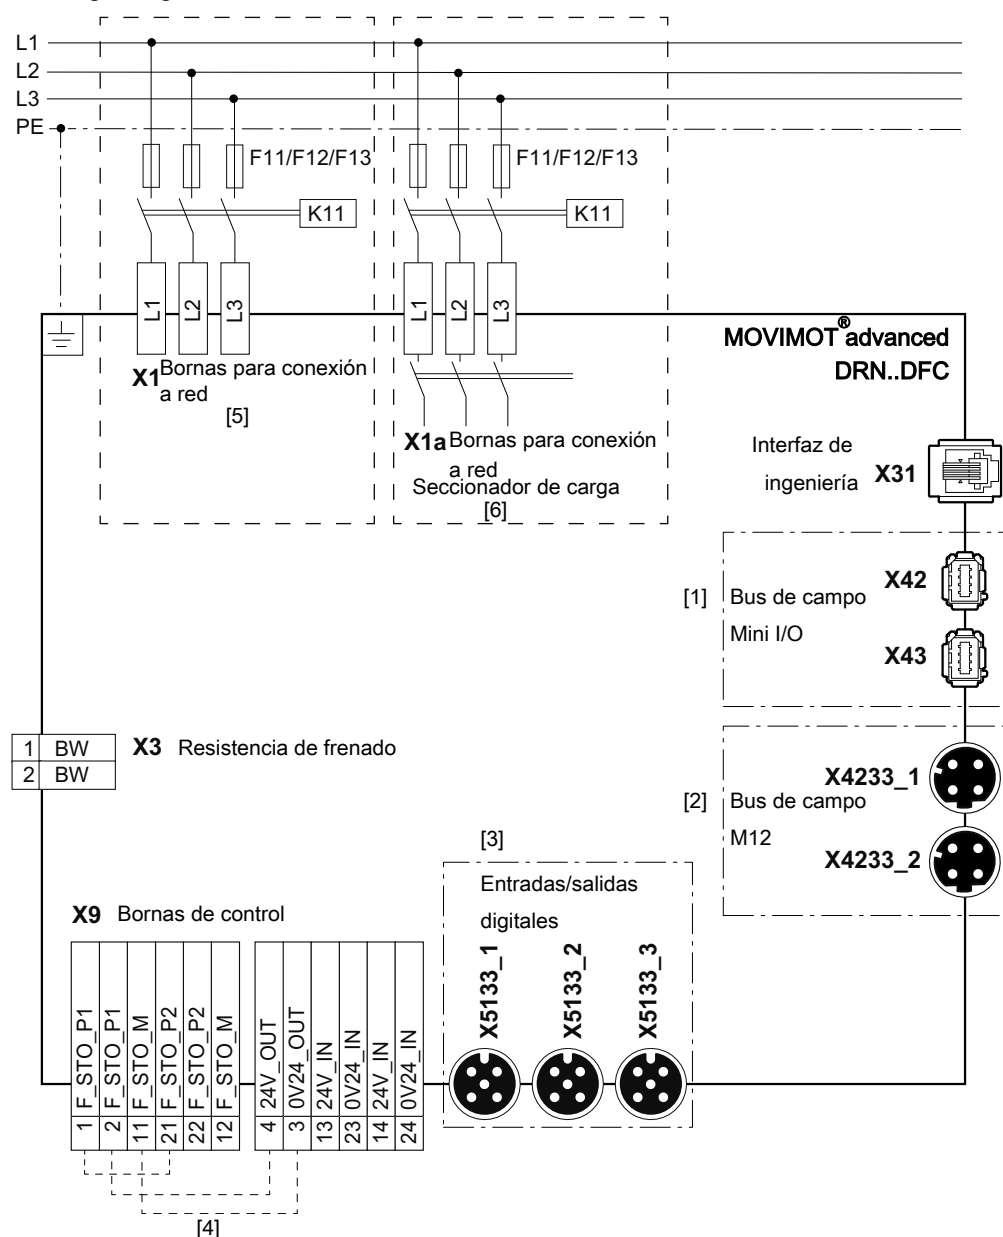 L1
L2
L3
PE
F11/F12/F13
F11/F12/F13
K11
K11
L1
L2
L3
L1
L2
L3
MOVIMOT®advanced
DRN..DFC
X1 Bornas para conexión
a red
[5]
X1a Bornas para conexión
a red
Seccionador de carga
[6]
Interfaz de
ingeniería
X31
[1]
Bus de campo
Mini I/O
X42
X43
1 BW
2 BW
X3 Resistencia de frenado
[2]
Bus de campo
M12
X4233_1
X4233_2
[3]
Entradas/salidas
digitales
X5133_1
X5133_2
X5133_3
X9 Bornas de control
1 F_STO_P1
2 F_STO_P1
11 F_STO_M
21 F_STO_P2
22 F_STO_P2
12 F_STO_M
4 24V_OUT
3 0V24_OUT
13 24V_IN
23 0V24_IN
14 24V_IN
24 0V24_IN
[4]